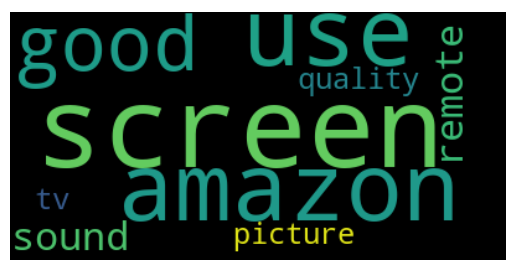 good use
quality
remote
screen
amazon
tv
sound
picture